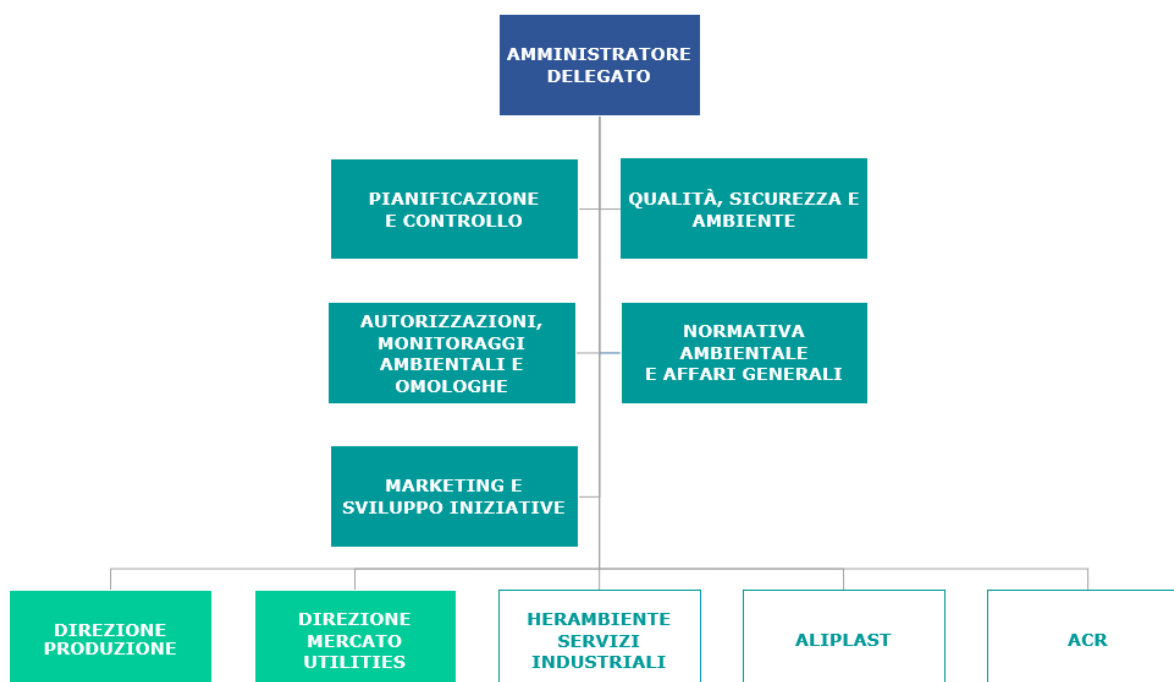 AMMINISTRATORE
DELEGATO
PIANIFICAZIONE
E CONTROLLO
QUALITÀ, SICUREZZA E
AMBIENTE
AUTORIZZAZIONI,
MONITORAGGI
AMBIENTALI E
OMOLOGHE
NORMATIVA
AMBIENTALE
E AFFARI GENERALI
MARKETING E
SVILUPPO INIZIATIVE
DIREZIONE
PRODUZIONE
DIREZIONE
MERCATO
UTILITIES
HERAMBIENTE
SERVIZI
INDUSTRIALI
ALIPLAST
ACR